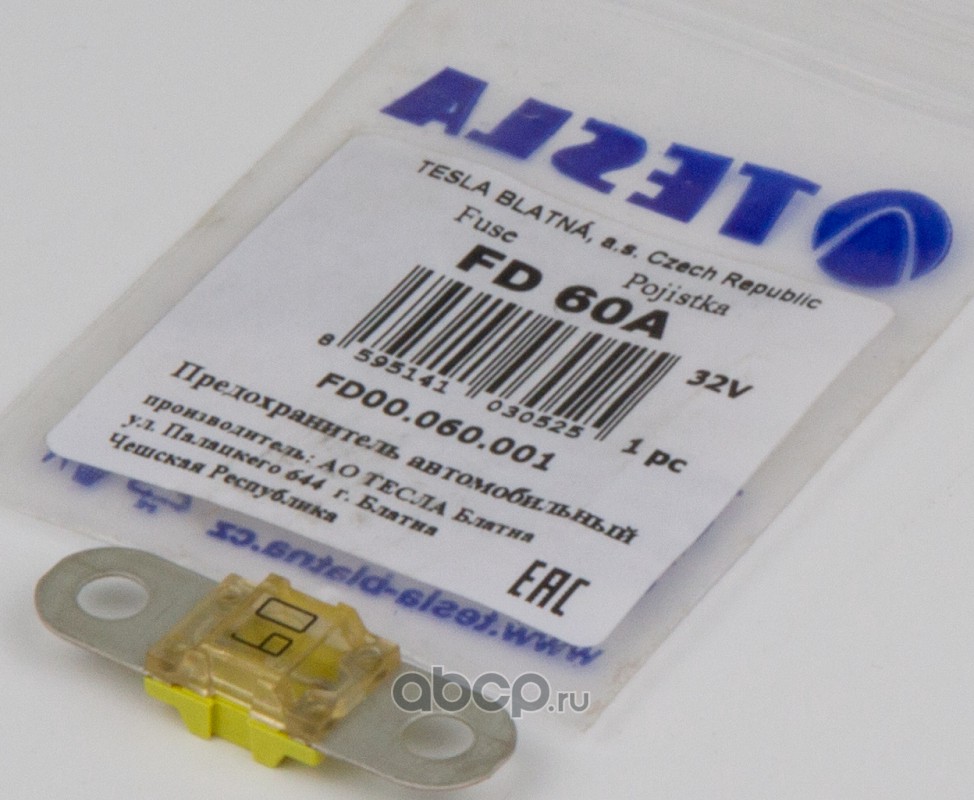 TESLA
TESLA BLATNÁ, a.s. Czech Republic
Fuse Pojistka
FD 60A
32V
8 595141 030525
1 pc
FD00.060.001
Предохранитель автомобильный
производитель: АО ТЕСЛА Блатна
ул. Палацкего 644 г. Блатна
Чешская Республика
EAC
www.tesla-blatna.cz
60
abcp.ru